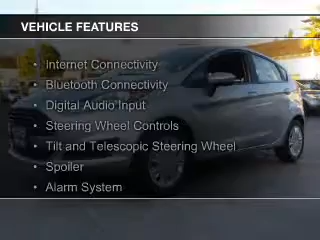 VEHICLE FEATURES
• Internet Connectivity
• Bluetooth Connectivity
• Digital Audio Input
• Steering Wheel Controls
• Tilt and Telescopic Steering Wheel
• Spoiler
• Alarm System